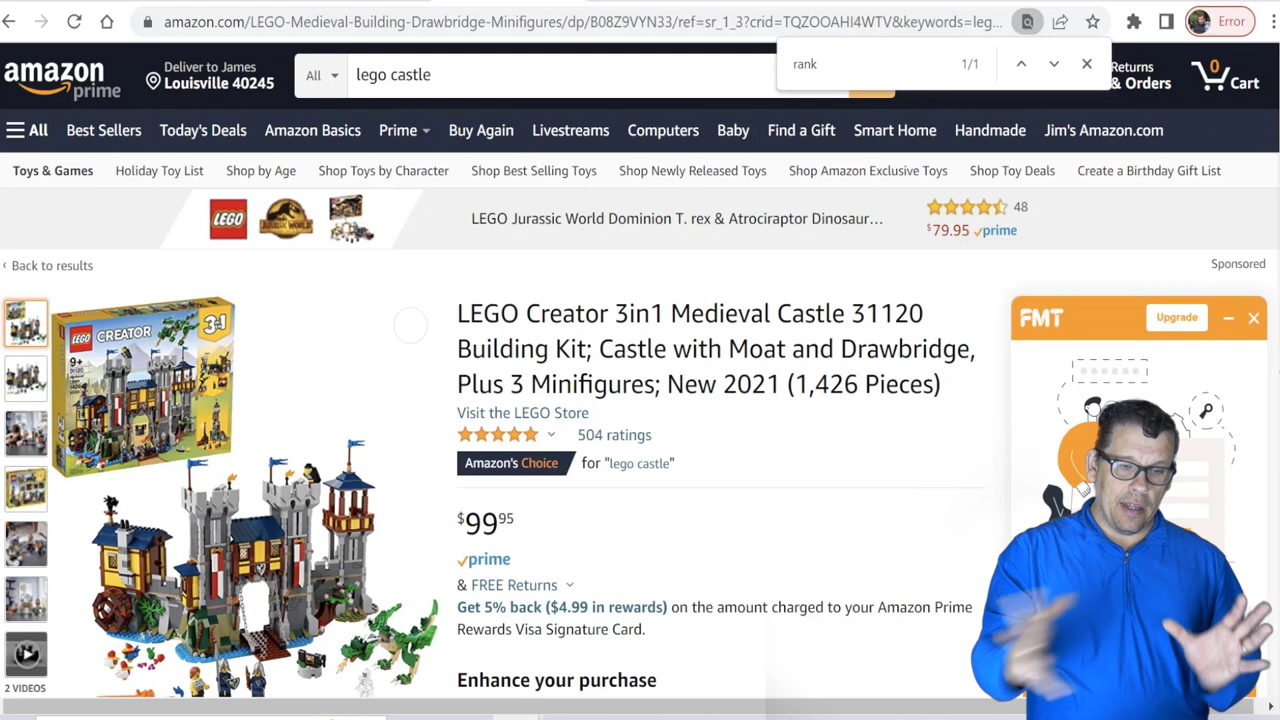 amazon.com/LEGO-Medieval-Building-Drawbridge-Minifigures/dp/B08Z9VYN33/ref=sr_1_3?crid=TQZOOAHI4WTV&keywords=leg...
Error
rank 1/1
amazon
prime
Deliver to James
Louisville 40245
All
lego castle
Returns
& Orders
0
Cart
All Best Sellers Today's Deals Amazon Basics Prime Buy Again Livestreams Computers Baby Find a Gift Smart Home Handmade Jim's Amazon.com
Toys & Games Holiday Toy List Shop by Age Shop Toys by Character Shop Best Selling Toys Shop Newly Released Toys Shop Amazon Exclusive Toys Shop Toy Deals Create a Birthday Gift List
LEGO
LEGO Jurassic World Dominion T. rex & Atrociraptor Dinosaur...
48
$79.95 prime
‹ Back to results
Sponsored
LEGO
CREATOR
3in1
9+
31120
LEGO Creator 3in1 Medieval Castle 31120
Building Kit; Castle with Moat and Drawbridge,
Plus 3 Minifigures; New 2021 (1,426 Pieces)
Visit the LEGO Store
504 ratings
Amazon's Choice for "lego castle"
$99 95
prime
& FREE Returns
Get 5% back ($4.99 in rewards) on the amount charged to your Amazon Prime
Rewards Visa Signature Card.
Enhance your purchase
2 VIDEOS
FMT
Upgrade